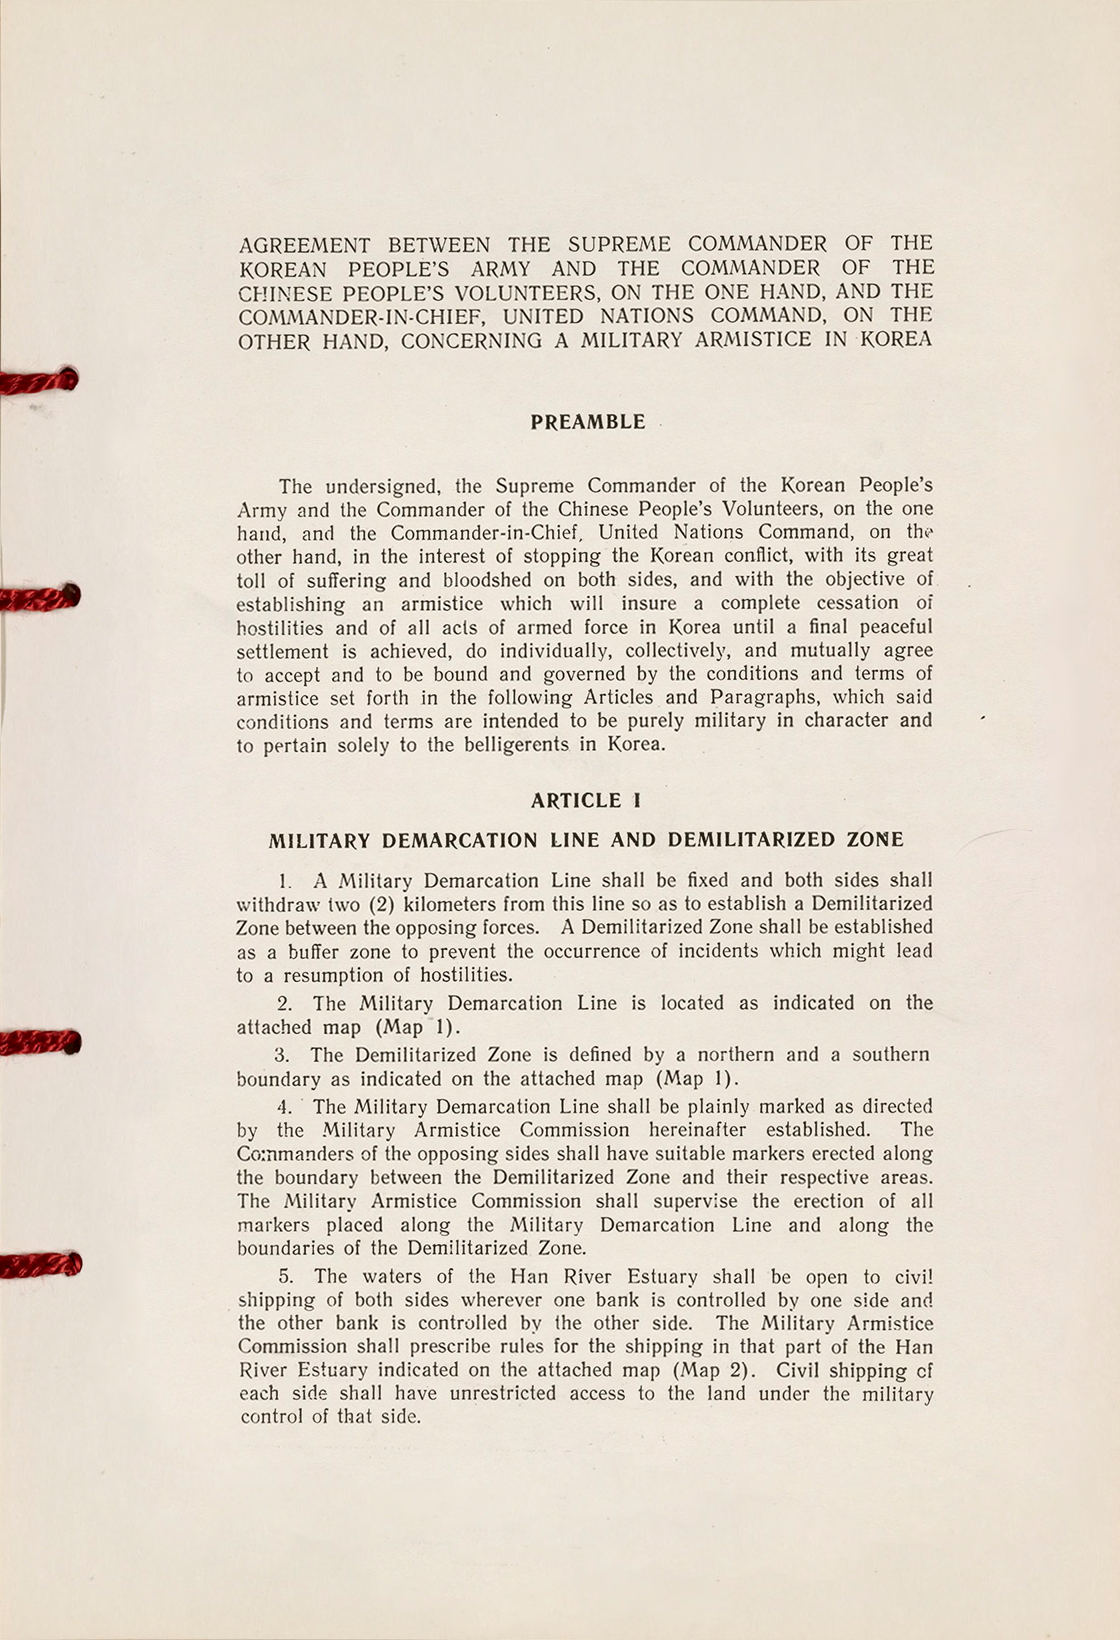 AGREEMENT BETWEEN THE SUPREME COMMANDER OF THE
KOREAN PEOPLE'S ARMY AND THE COMMANDER OF THE
CHINESE PEOPLE'S VOLUNTEERS, ON THE ONE HAND, AND THE
COMMANDER-IN-CHIEF, UNITED NATIONS COMMAND, ON THE
OTHER HAND, CONCERNING A MILITARY ARMISTICE IN KOREA
PREAMBLE
The undersigned, the Supreme Commander of the Korean People's
Army and the Commander of the Chinese People's Volunteers, on the one
hand, and the Commander-in-Chief, United Nations Command, on the
other hand, in the interest of stopping the Korean conflict, with its great
toll of suffering and bloodshed on both sides, and with the objective of
establishing an armistice which will insure a complete cessation of
hostilities and of all acts of armed force in Korea until a final peaceful
settlement is achieved, do individually, collectively, and mutually agree
to accept and to be bound and governed by the conditions and terms of
armistice set forth in the following Articles and Paragraphs, which said
conditions and terms are intended to be purely military in character and
to pertain solely to the belligerents in Korea.
ARTICLE I
MILITARY DEMARCATION LINE AND DEMILITARIZED ZONE
1. A Military Demarcation Line shall be fixed and both sides shall
withdraw two (2) kilometers from this line so as to establish a Demilitarized
Zone between the opposing forces. A Demilitarized Zone shall be established
as a buffer zone to prevent the occurrence of incidents which might lead
to a resumption of hostilities.
2. The Military Demarcation Line is located as indicated on the
attached map (Map 1).
3. The Demilitarized Zone is defined by a northern and a southern
boundary as indicated on the attached map (Map 1).
4. The Military Demarcation Line shall be plainly marked as directed
by the Military Armistice Commission hereinafter established. The
Commanders of the opposing sides shall have suitable markers erected along
the boundary between the Demilitarized Zone and their respective areas.
The Military Armistice Commission shall supervise the erection of all
markers placed along the Military Demarcation Line and along the
boundaries of the Demilitarized Zone.
5. The waters of the Han River Estuary shall be open to civil
shipping of both sides wherever one bank is controlled by one side and
the other bank is controlled by the other side. The Military Armistice
Commission shall prescribe rules for the shipping in that part of the Han
River Estuary indicated on the attached map (Map 2). Civil shipping of
each side shall have unrestricted access to the land under the military
control of that side.